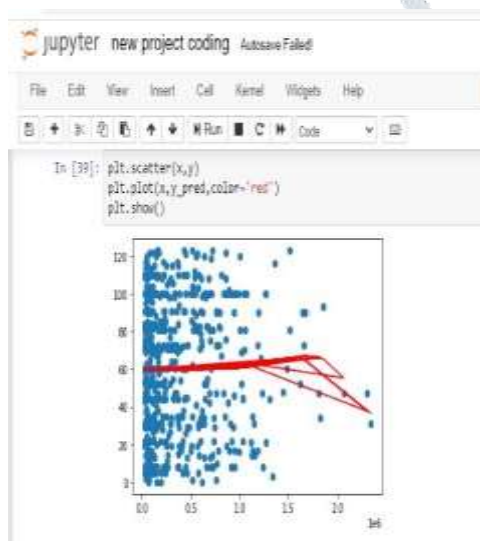 jupyter new project coding Autosave Failed!
File Edit View Insert Cell Kernel Widgets Help
Run Code
In [39]: plt.scatter(x,y)
plt.plot(x,y_pred,color='red')
plt.show()
120
100
80
60
40
20
0
0.0 0.5 1.0 1.5 2.0
1e6